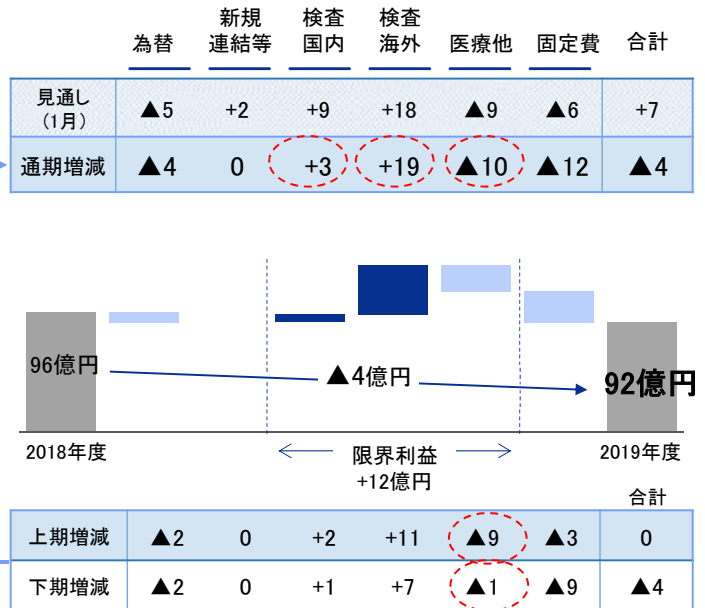 為替 新規連結等 検査国内 検査海外 医療他 固定費 合計
見通し（1月） ▲5 +2 +9 +18 ▲9 ▲6 +7
通期増減 ▲4 0 +3 +19 ▲10 ▲12 ▲4
96億円
▲4億円
92億円
2018年度
限界利益
+12億円
2019年度
合計
上期増減 ▲2 0 +2 +11 ▲9 ▲3 0
下期増減 ▲2 0 +1 +7 ▲1 ▲9 ▲4